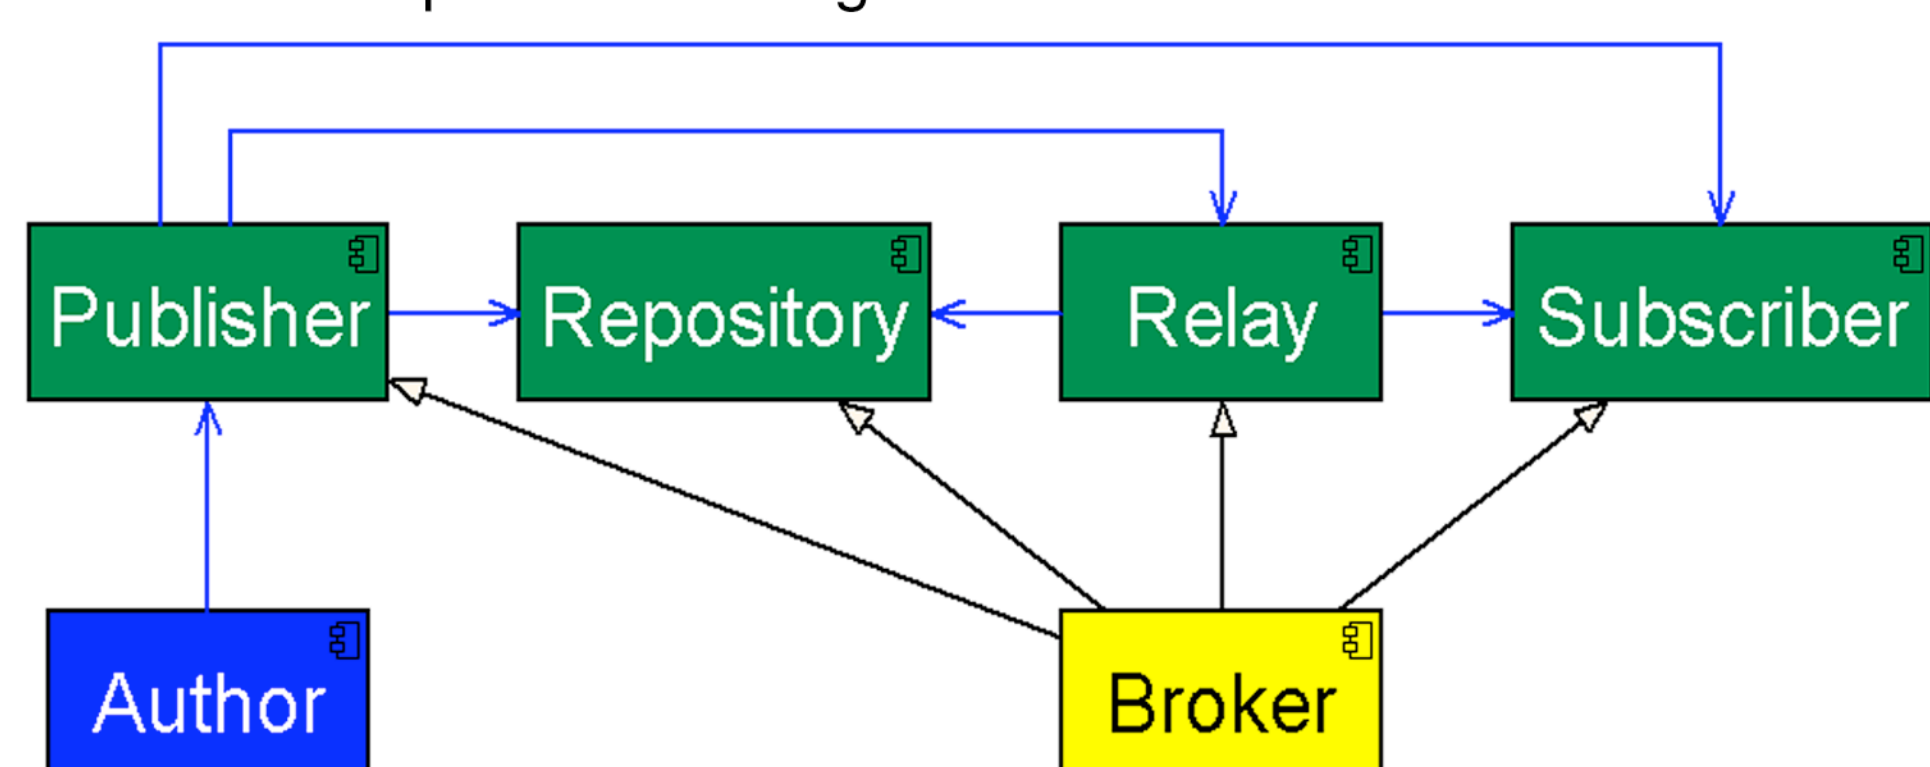 Publisher
Repository
Relay
Subscriber
Author
Broker